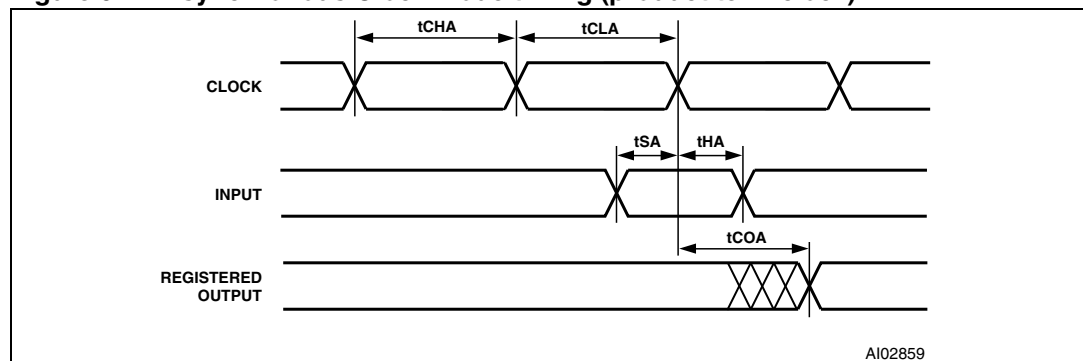 tCHA tCLA
CLOCK
tSA tHA
INPUT
tCOA
REGISTERED
OUTPUT
AI02859